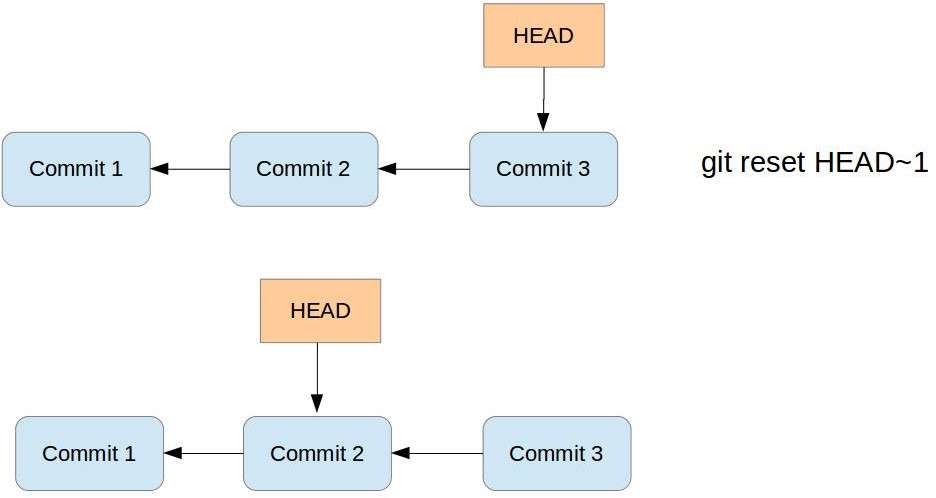 HEAD
Commit 1
Commit 2
Commit 3
git reset HEAD~1
HEAD
Commit 1
Commit 2
Commit 3